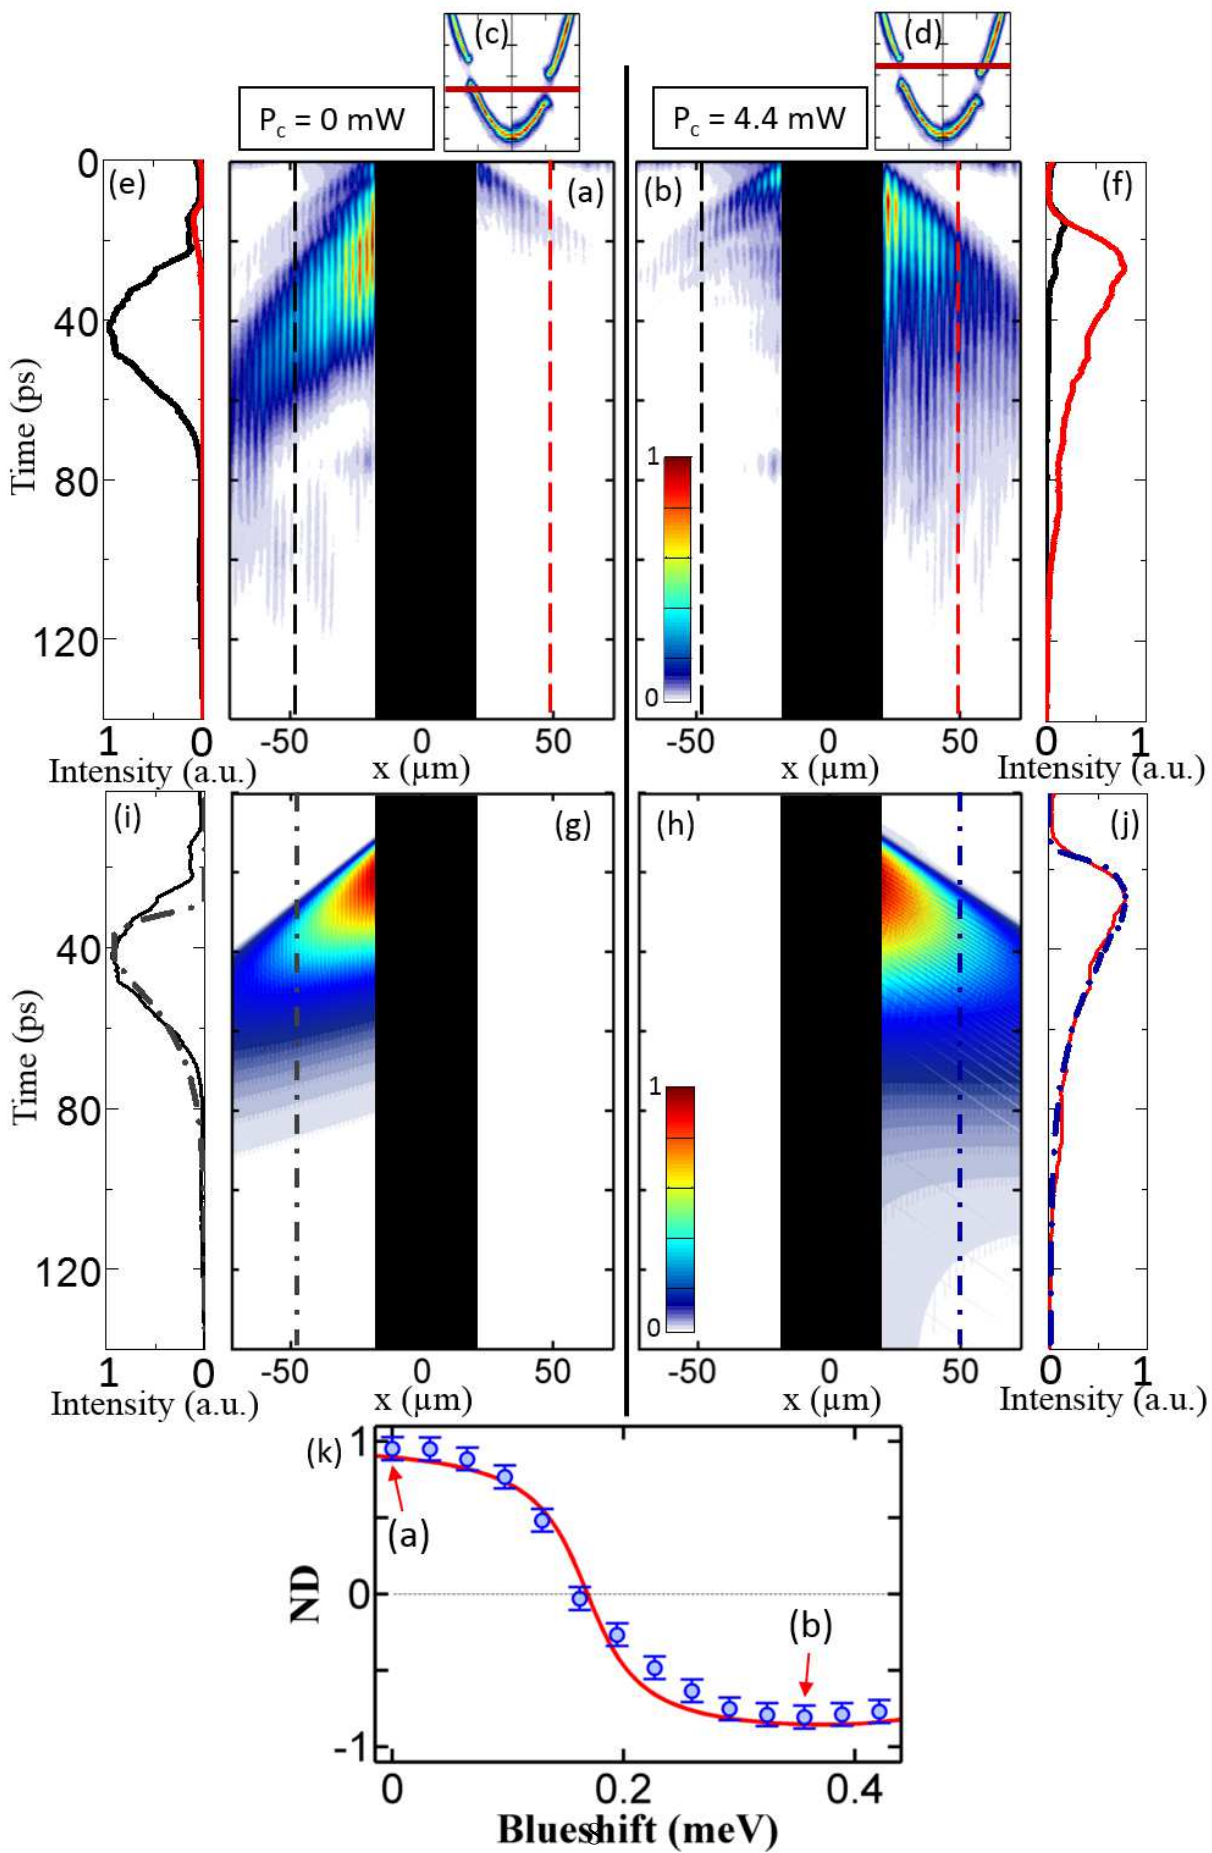 (c) (d)
P_c = 0 mW P_c = 4.4 mW
0
(e) (a) (b) (f)
40
80
120
Time (ps)
1
0
1 0 -50 0 50 -50 0 50 0 1
Intensity (a.u.) x (µm) x (µm) Intensity (a.u.)
(i) (g) (h) (j)
40
80
120
Time (ps)
1
0
1 0 -50 0 50 -50 0 50 0 1
Intensity (a.u.) x (µm) x (µm) Intensity (a.u.)
(k)
1
0
-1
ND
(a)
(b)
0 0.2 0.4
Blueshift (meV)
8